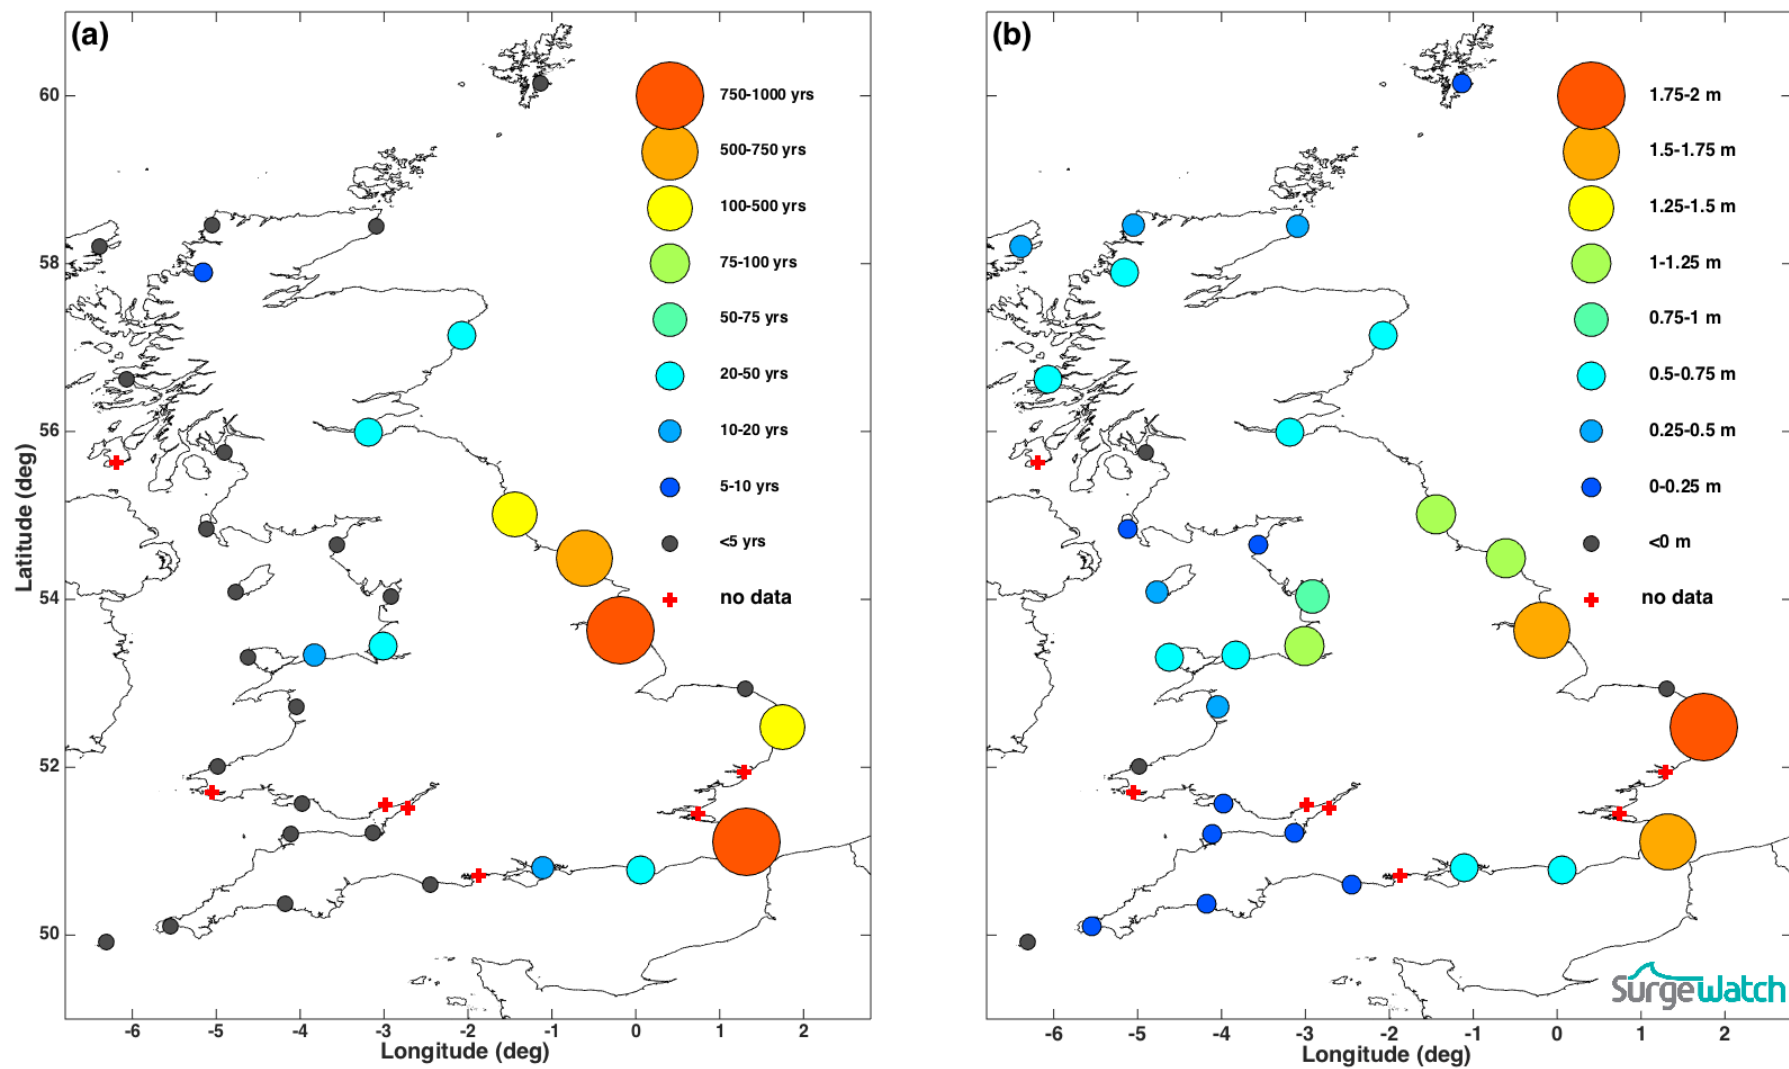 (a)
60
58
56
54
52
50
Latitude (deg)
-6 -5 -4 -3 -2 -1 0 1 2
Longitude (deg)
750-1000 yrs
500-750 yrs
100-500 yrs
75-100 yrs
50-75 yrs
20-50 yrs
10-20 yrs
5-10 yrs
<5 yrs
no data
(b)
1.75-2 m
1.5-1.75 m
1.25-1.5 m
1-1.25 m
0.75-1 m
0.5-0.75 m
0.25-0.5 m
0-0.25 m
<0 m
no data
-6 -5 -4 -3 -2 -1 0 1 2
Longitude (deg)
SurgeWatch